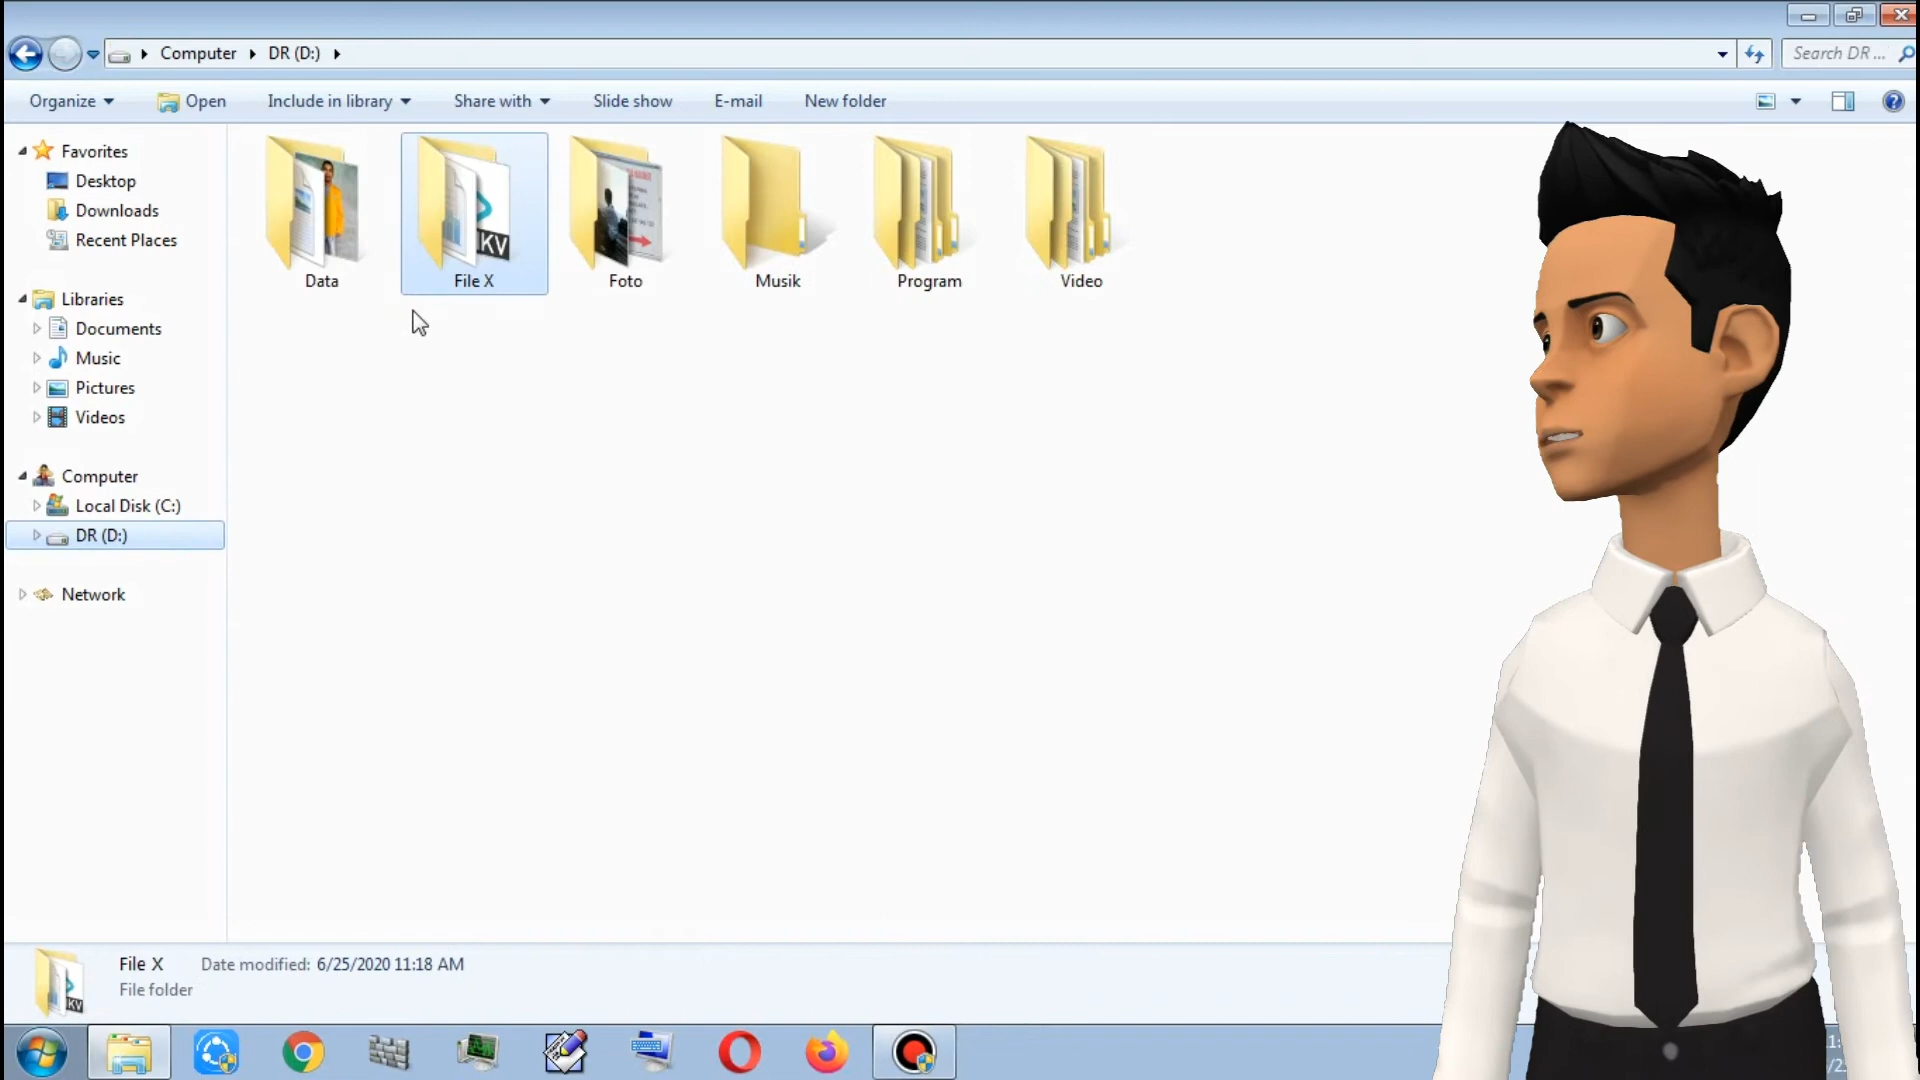 Computer DR (D:)
Search DR ...
Organize Open Include in library Share with Slide show E-mail New folder
Favorites
Desktop
Downloads
Recent Places
Libraries
Documents
Music
Pictures
Videos
Computer
Local Disk (C:)
DR (D:)
Network
Data
File X
Foto
Musik
Program
Video
KV
File X Date modified: 6/25/2020 11:18 AM
File folder
KV